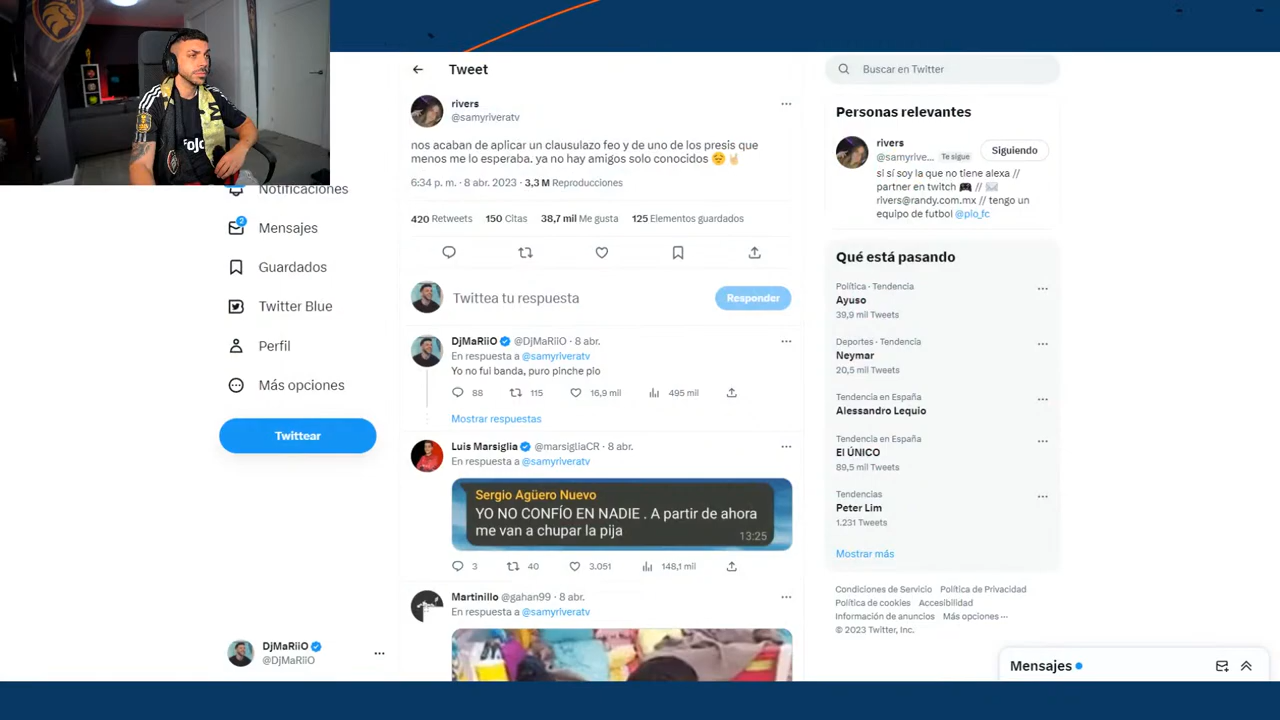 Notificaciones
2
Mensajes
Guardados
Twitter Blue
Perfil
Más opciones
Twittear
DjMaRiiO
@DjMaRiiO
Tweet
rivers
@samyriveratv
nos acaban de aplicar un clausulazo feo y de uno de los presis que
menos me lo esperaba. ya no hay amigos solo conocidos 😔🤘
6:34 p. m. · 8 abr. 2023 · 3,3 M Reproducciones
420 Retweets 150 Citas 38,7 mil Me gusta 125 Elementos guardados
Twittea tu respuesta
Responder
DjMaRiiO @DjMaRiiO · 8 abr.
En respuesta a @samyriveratv
Yo no fui banda, puro pinche pio
88 115 16,9 mil 495 mil
Mostrar respuestas
Luis Marsiglia @marsigliaCR · 8 abr.
En respuesta a @samyriveratv
Sergio Agüero Nuevo
YO NO CONFÍO EN NADIE . A partir de ahora
me van a chupar la pija
13:25
3 40 3.051 148,1 mil
Martinillo @gahan99 · 8 abr.
En respuesta a @samyriveratv
Buscar en Twitter
Personas relevantes
rivers
@samyrive... Te sigue
Siguiendo
si sí soy la que no tiene alexa //
partner en twitch 🎮 // ✉️
rivers@randy.com.mx // tengo un
equipo de futbol @pio_fc
Qué está pasando
Política · Tendencia
Ayuso
39,9 mil Tweets
Deportes · Tendencia
Neymar
20,5 mil Tweets
Tendencia en España
Alessandro Lequio
Tendencia en España
El ÚNICO
89,5 mil Tweets
Tendencias
Peter Lim
1.231 Tweets
Mostrar más
Condiciones de Servicio Política de Privacidad
Política de cookies Accesibilidad
Información de anuncios Más opciones ···
© 2023 Twitter, Inc.
Mensajes